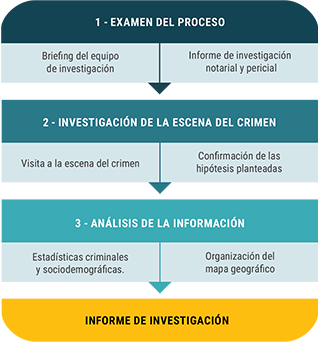 1 - EXAMEN DEL PROCESO
Briefing del equipo
de investigación
Informe de investigación
notarial y pericial
2 - INVESTIGACIÓN DE LA ESCENA DEL CRIMEN
Visita a la escena del crimen
Confirmación de las
hipótesis planteadas
3 - ANÁLISIS DE LA INFORMACIÓN
Estadísticas criminales
y sociodemográficas.
Organización del
mapa geográfico
INFORME DE INVESTIGACIÓN